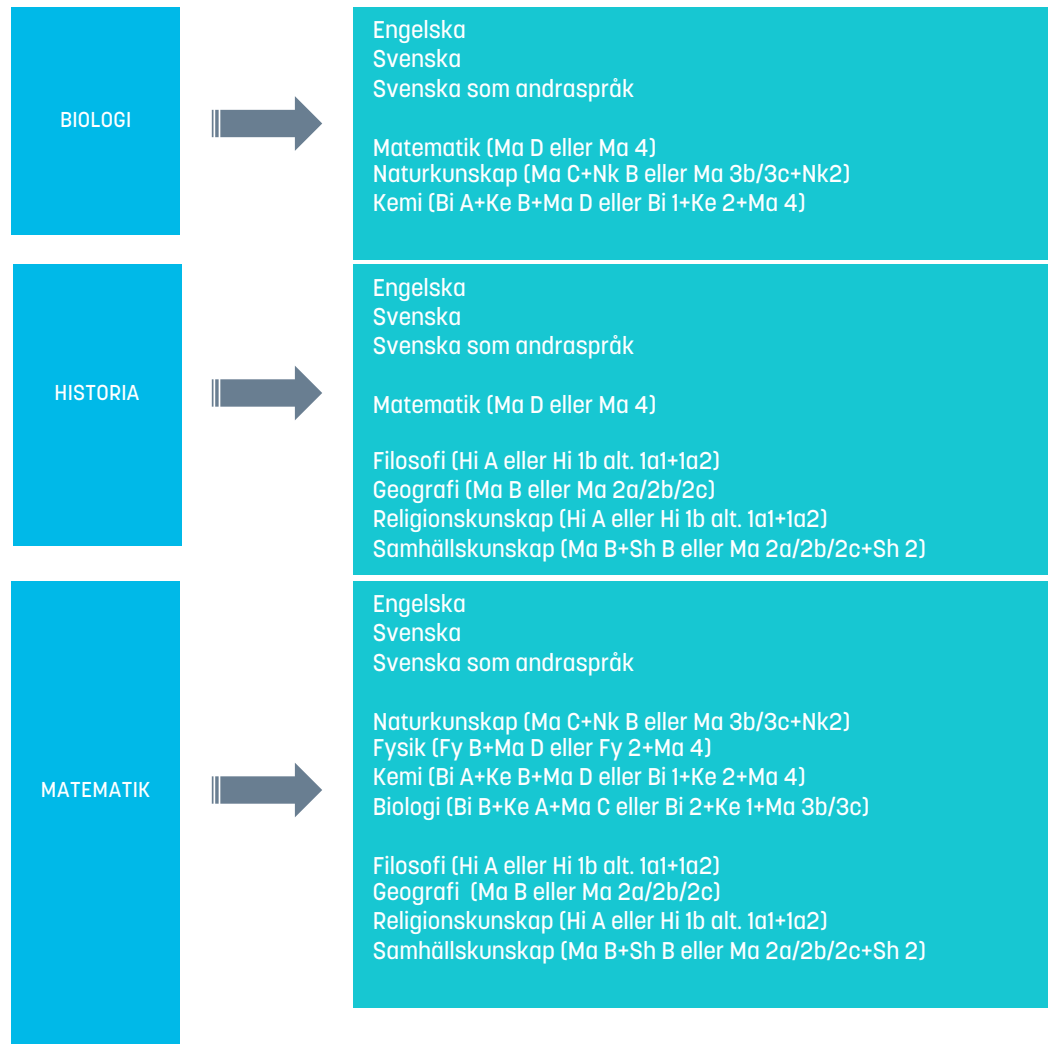 BIOLOGI
Engelska
Svenska
Svenska som andraspråk
Matematik (Ma D eller Ma 4)
Naturkunskap (Ma C+Nk B eller Ma 3b/3c+Nk2)
Kemi (Bi A+Ke B+Ma D eller Bi 1+Ke 2+Ma 4)
HISTORIA
Engelska
Svenska
Svenska som andraspråk
Matematik (Ma D eller Ma 4)
Filosofi (Hi A eller Hi 1b alt. 1a1+1a2)
Geografi (Ma B eller Ma 2a/2b/2c)
Religionskunskap (Hi A eller Hi 1b alt. 1a1+1a2)
Samhällskunskap (Ma B+Sh B eller Ma 2a/2b/2c+Sh 2)
MATEMATIK
Engelska
Svenska
Svenska som andraspråk
Naturkunskap (Ma C+Nk B eller Ma 3b/3c+Nk2)
Fysik (Fy B+Ma D eller Fy 2+Ma 4)
Kemi (Bi A+Ke B+Ma D eller Bi 1+Ke 2+Ma 4)
Biologi (Bi B+Ke A+Ma C eller Bi 2+Ke 1+Ma 3b/3c)
Filosofi (Hi A eller Hi 1b alt. 1a1+1a2)
Geografi (Ma B eller Ma 2a/2b/2c)
Religionskunskap (Hi A eller Hi 1b alt. 1a1+1a2)
Samhällskunskap (Ma B+Sh B eller Ma 2a/2b/2c+Sh 2)